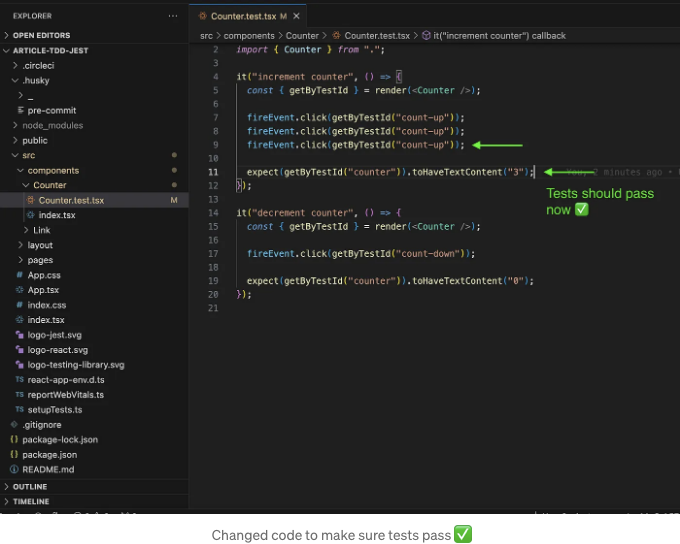 EXPLORER
···
Counter.test.tsx M ×
OPEN EDITORS
src > components > Counter > Counter.test.tsx > it("increment counter") callback
ARTICLE-TDD-JEST
.circleci
.husky
_
pre-commit
node_modules
public
src
components
Counter
Counter.test.tsx M
index.tsx
Link
layout
pages
App.css
App.tsx
index.css
index.tsx
logo-jest.svg
logo-react.svg
logo-testing-library.svg
TS react-app-env.d.ts
TS reportWebVitals.ts
TS setupTests.ts
.gitignore
{} package-lock.json
{} package.json
README.md
OUTLINE
TIMELINE
2 import { Counter } from ".";
3
4 it("increment counter", () => {
5 const { getByTestId } = render(<Counter />);
6
7 fireEvent.click(getByTestId("count-up"));
8 fireEvent.click(getByTestId("count-up"));
9 fireEvent.click(getByTestId("count-up"));
10
11 expect(getByTestId("counter")).toHaveTextContent("3"); minutes ago •
12 });
13
14 it("decrement counter", () => {
15 const { getByTestId } = render(<Counter />);
16
17 fireEvent.click(getByTestId("count-down"));
18
19 expect(getByTestId("counter")).toHaveTextContent("0");
20 });
21
Tests should pass
now ✅
Changed code to make sure tests pass ✅